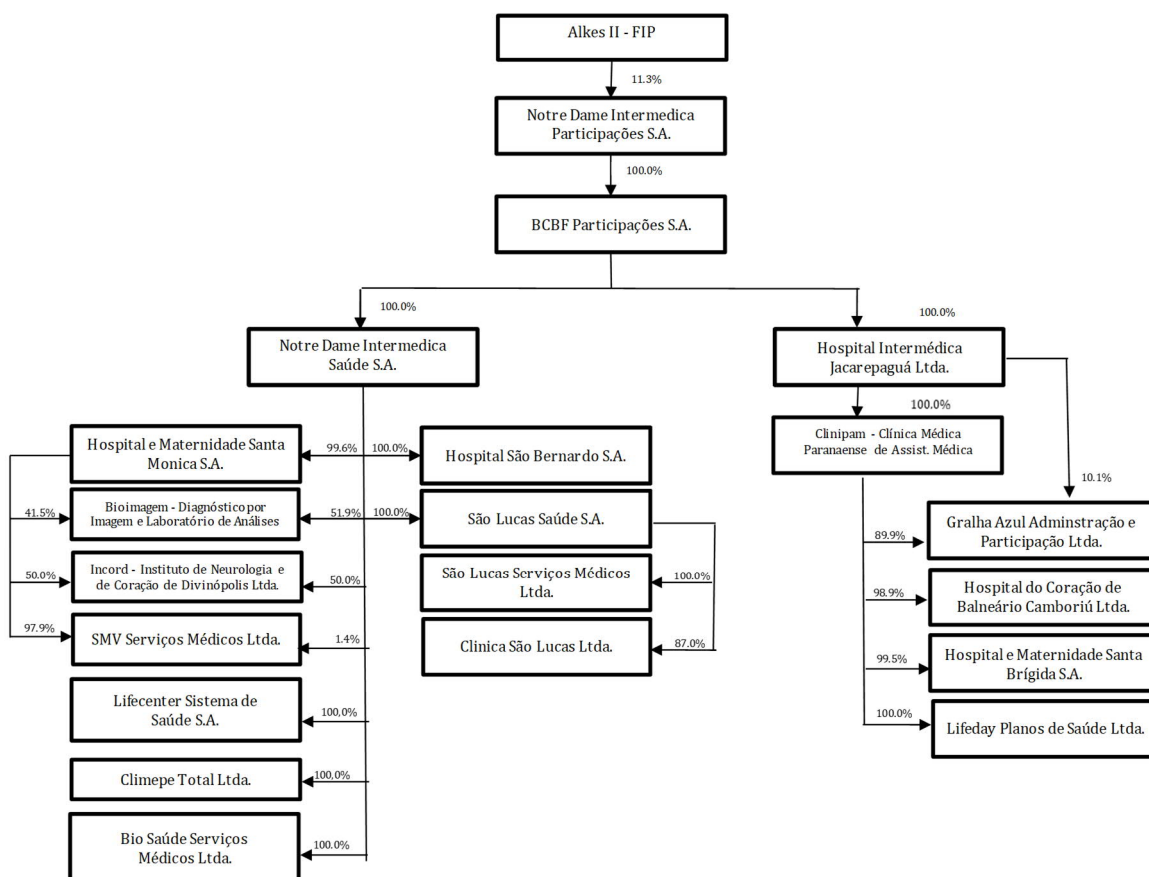 Alkes II - FIP
11.3%
Notre Dame Intermedica
Participações S.A.
100.0%
BCBF Participações S.A.
100.0%
100.0%
Notre Dame Intermedica
Saúde S.A.
Hospital Intermédica
Jacarepaguá Ltda.
100.0%
Clinipam - Clínica Médica
Paranaense de Assist. Médica
10.1%
Hospital e Maternidade Santa
Monica S.A.
99.6%
100.0%
Hospital São Bernardo S.A.
41.5%
Bioimagem - Diagnóstico por
Imagem e Laboratório de Análises
51.9%
100.0%
São Lucas Saúde S.A.
50.0%
Incord - Instituto de Neurologia e
de Coração de Divinópolis Ltda.
50.0%
São Lucas Serviços Médicos
Ltda.
100.0%
97.9%
SMV Serviços Médicos Ltda.
1.4%
Clinica São Lucas Ltda.
87.0%
Lifecenter Sistema de
Saúde S.A.
100,0%
Climepe Total Ltda.
100,0%
Bio Saúde Serviços
Médicos Ltda.
100.0%
89.9%
Gralha Azul Adminstração e
Participação Ltda.
98.9%
Hospital do Coração de
Balneário Camboriú Ltda.
99.5%
Hospital e Maternidade Santa
Brígida S.A.
100.0%
Lifeday Planos de Saúde Ltda.